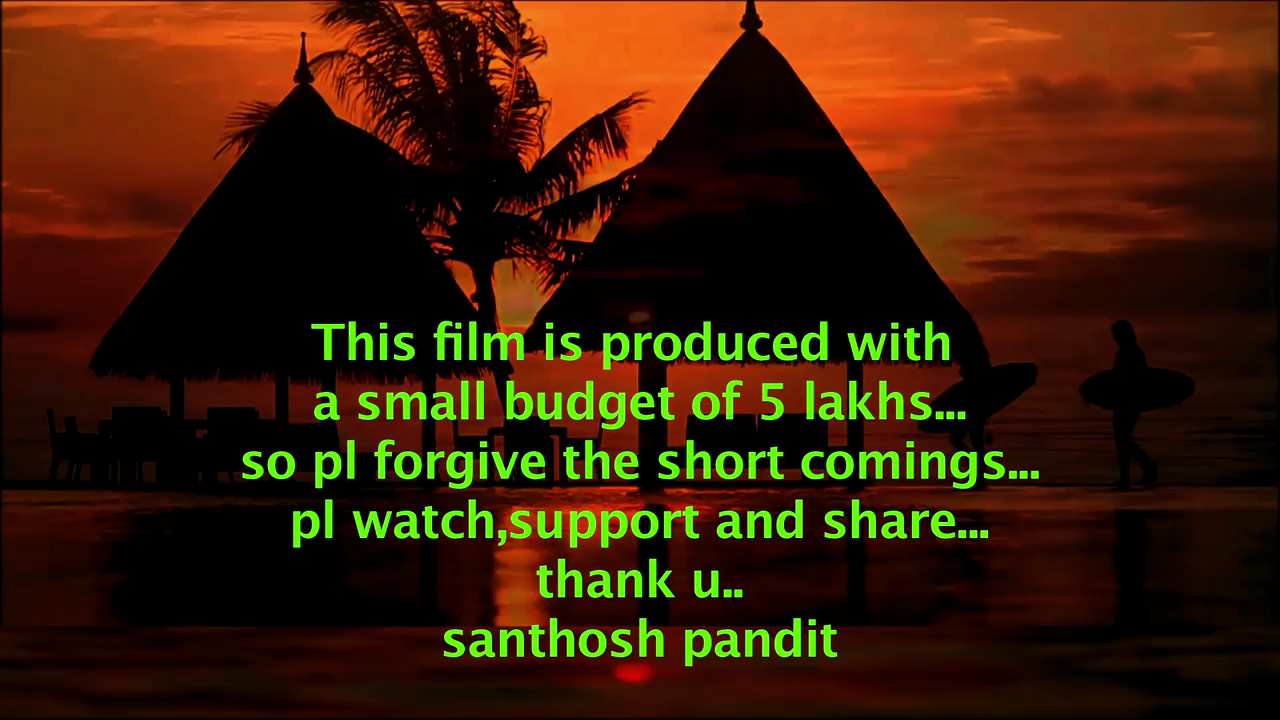 This film is produced with
a small budget of 5 lakhs...
so pl forgive the short comings...
pl watch,support and share...
thank u..
santhosh pandit